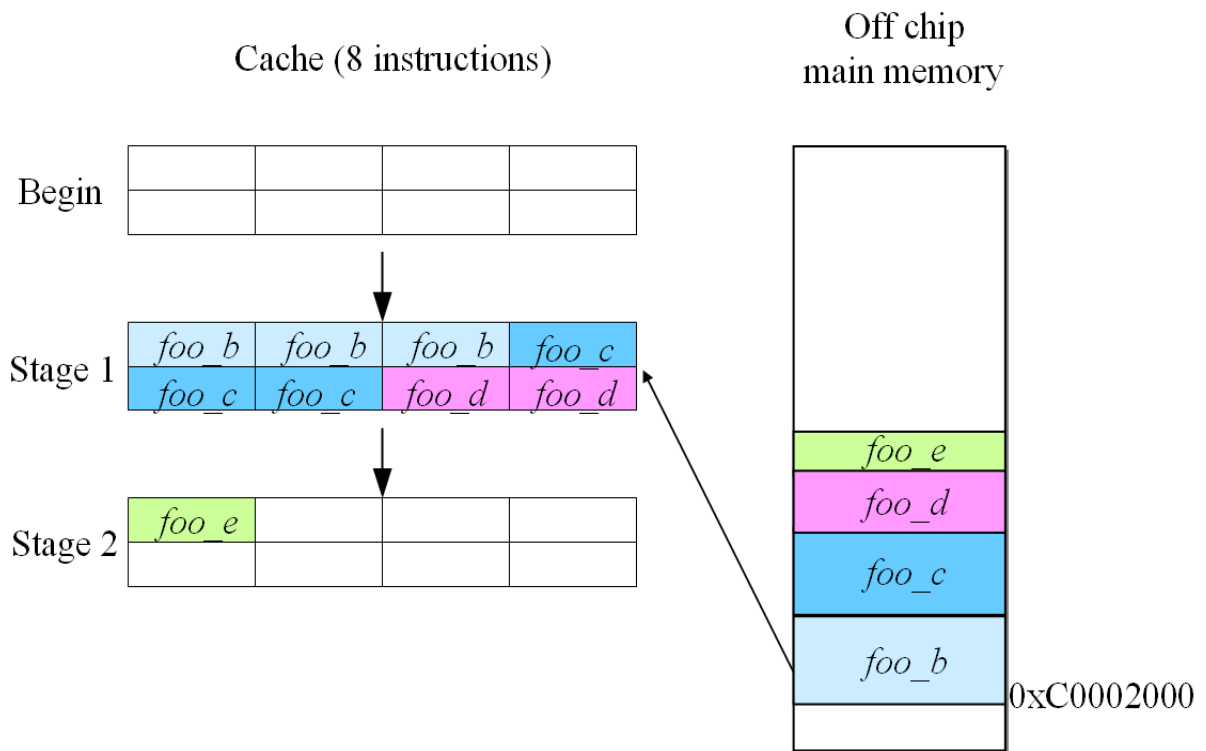 Cache (8 instructions)
Off chip
main memory
Begin
Stage 1
foo_b foo_b foo_b foo_c
foo_c foo_c foo_d foo_d
Stage 2
foo_e
foo_e
foo_d
foo_c
foo_b
0xC0002000